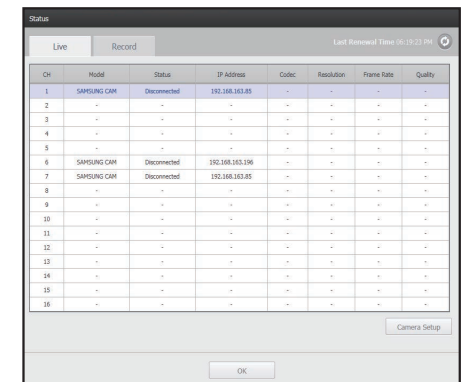 Status
Live Record Last Renewal Time 06:19:23 PM
CH Model Status IP Address Codec Resolution Frame Rate Quality
1 SAMSUNG CAM Disconnected 192.168.163.85 - - - -
2 - - - - - - -
3 - - - - - - -
4 - - - - - - -
5 - - - - - - -
6 SAMSUNG CAM Disconnected 192.168.163.196 - - - -
7 SAMSUNG CAM Disconnected 192.168.163.85 - - - -
8 - - - - - - -
9 - - - - - - -
10 - - - - - - -
11 - - - - - - -
12 - - - - - - -
13 - - - - - - -
14 - - - - - - -
15 - - - - - - -
16 - - - - - - -
Camera Setup
OK